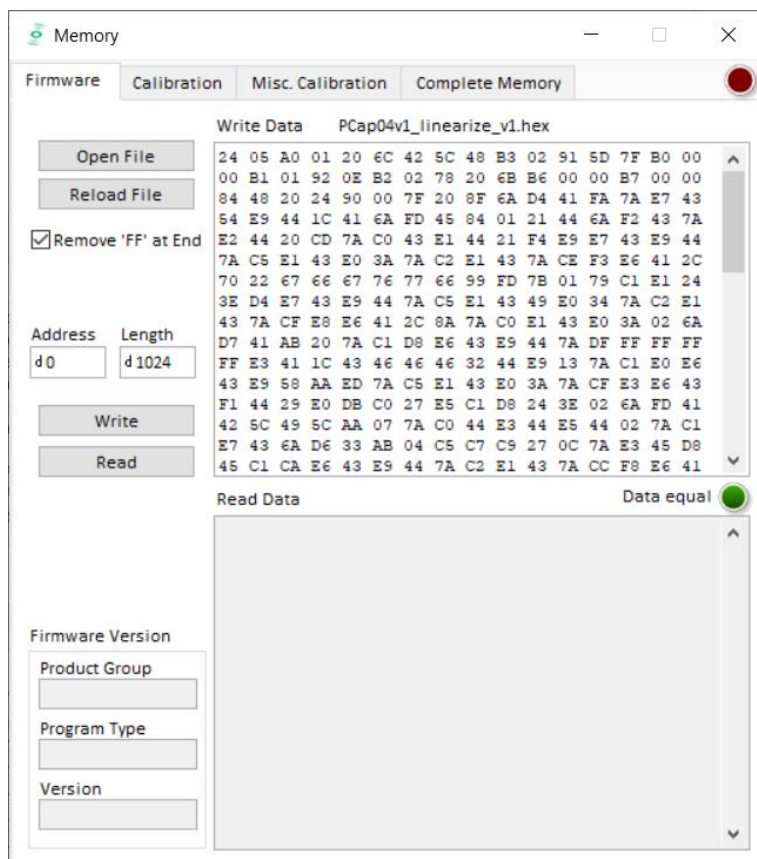 Memory
Firmware Calibration Misc. Calibration Complete Memory
Write Data PCap04v1_linearize_v1.hex
Open File
Reload File
Remove 'FF' at End
Address Length
d 0 d 1024
Write
Read
24 05 A0 01 20 6C 42 5C 48 B3 02 91 5D 7F B0 00
00 B1 01 92 0E B2 02 78 20 6B B6 00 00 B7 00 00
84 48 20 24 90 00 7F 20 8F 6A D4 41 FA 7A E7 43
54 E9 44 1C 41 6A FD 45 84 01 21 44 6A F2 43 7A
E2 44 20 CD 7A C0 43 E1 44 21 F4 E9 E7 43 E9 44
7A C5 E1 43 E0 3A 7A C2 E1 43 7A CE F3 E6 41 2C
70 22 67 66 67 76 77 66 99 FD 7B 01 79 C1 E1 24
3E D4 E7 43 E9 44 7A C5 E1 43 49 E0 34 7A C2 E1
43 7A CF E8 E6 41 2C 8A 7A C0 E1 43 E0 3A 02 6A
D7 41 AB 20 7A C1 D8 E6 43 E9 44 7A DF FF FF FF
FF E3 41 1C 43 46 46 46 32 44 E9 13 7A C1 E0 E6
43 E9 58 AA ED 7A C5 E1 43 E0 3A 7A CF E3 E6 43
F1 44 29 E0 DB C0 27 E5 C1 D8 24 3E 02 6A FD 41
42 5C 49 5C AA 07 7A C0 44 E3 44 E5 44 02 7A C1
E7 43 6A D6 33 AB 04 C5 C7 C9 27 0C 7A E3 45 D8
45 C1 CA E6 43 E9 44 7A C2 E1 43 7A CC F8 E6 41
Read Data Data equal
Firmware Version
Product Group
Program Type
Version